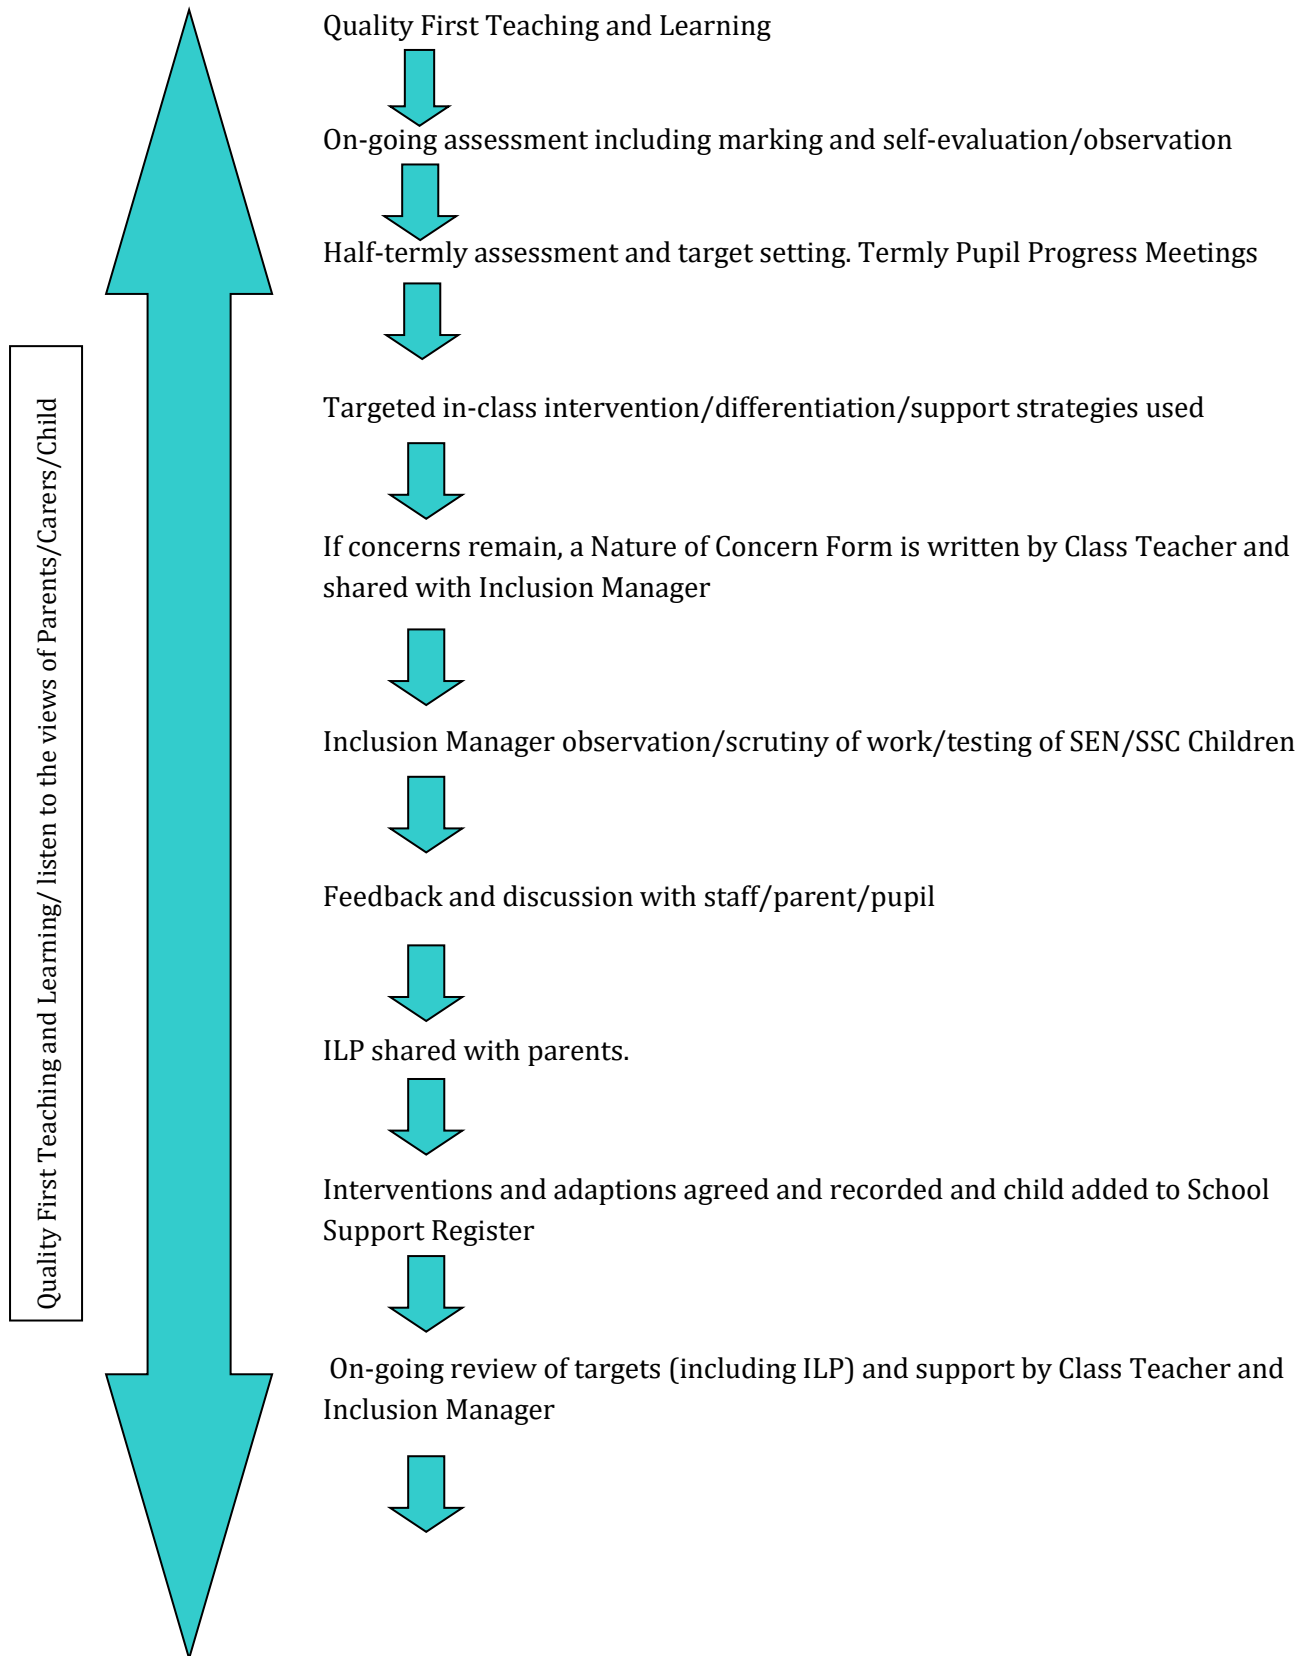 Quality First Teaching and Learning
On-going assessment including marking and self-evaluation/observation
Half-termly assessment and target setting. Termly Pupil Progress Meetings
Targeted in-class intervention/differentiation/support strategies used
If concerns remain, a Nature of Concern Form is written by Class Teacher and
shared with Inclusion Manager
Inclusion Manager observation/scrutiny of work/testing of SEN/SSC Children
Feedback and discussion with staff/parent/pupil
ILP shared with parents.
Interventions and adaptions agreed and recorded and child added to School
Support Register
On-going review of targets (including ILP) and support by Class Teacher and
Inclusion Manager
Quality First Teaching and Learning/ listen to the views of Parents/Carers/Child